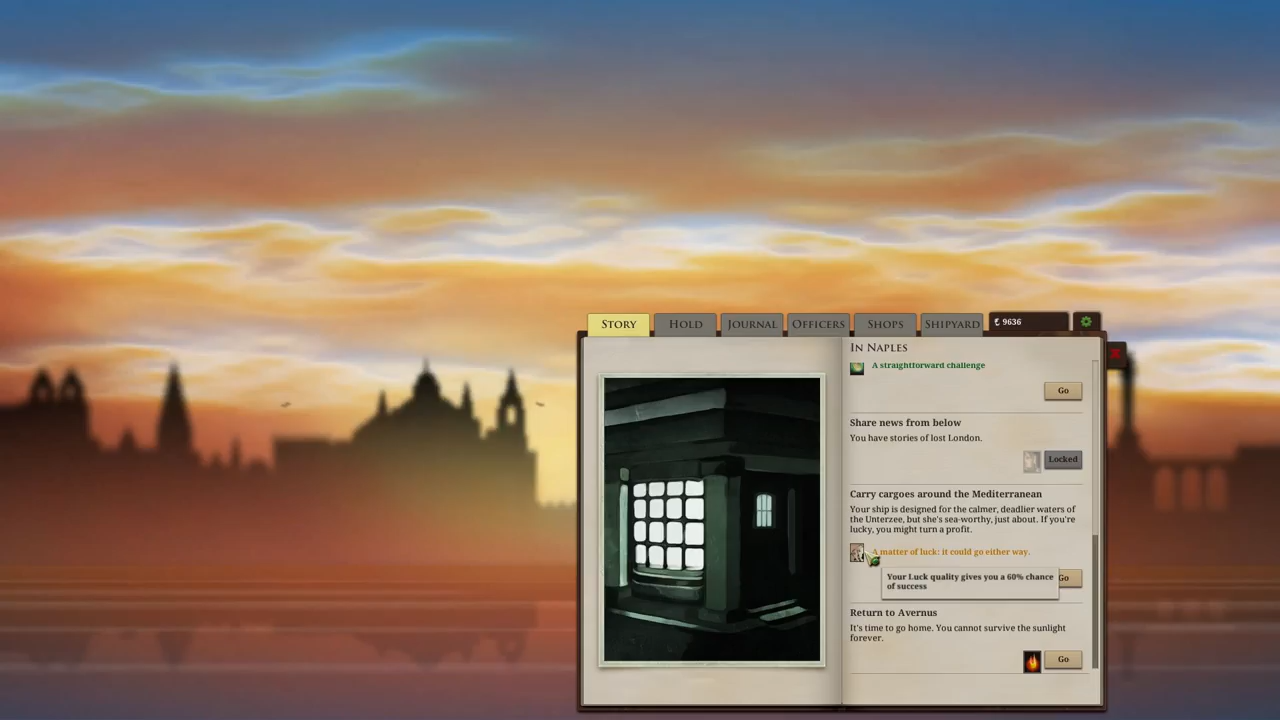 STORY HOLD JOURNAL OFFICERS SHOPS SHIPYARD 9636
IN NAPLES
A straightforward challenge
Go
Share news from below
You have stories of lost London.
Locked
Carry cargoes around the Mediterranean
Your ship is designed for the calmer, deadlier waters of
the Unterzee, but she's sea-worthy, just about. If you're
lucky, you might turn a profit.
A matter of luck: it could go either way.
Your Luck quality gives you a 60% chance
of success
Go
Return to Avernus
It's time to go home. You cannot survive the sunlight
forever.
Go